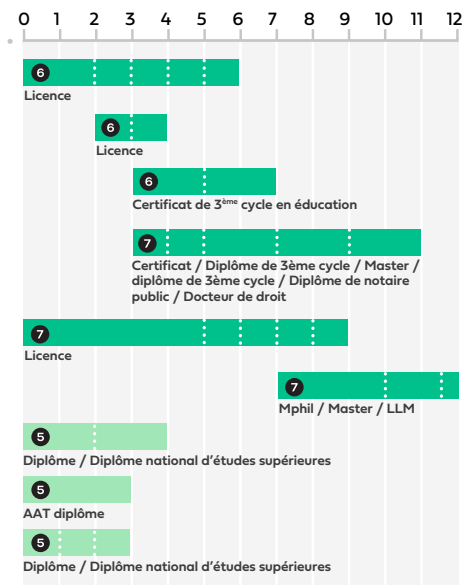 0 1 2 3 4 5 6 7 8 9 10 11 12
6
Licence
6
Licence
6
Certificat de 3ème cycle en éducation
7
Certificat / Diplôme de 3ème cycle / Master /
diplôme de 3ème cycle / Diplôme de notaire
public / Docteur de droit
7
Licence
7
Mphil / Master / LLM
5
Diplôme / Diplôme national d’études supérieures
5
AAT diplôme
5
Diplôme / Diplôme national d’études supérieures